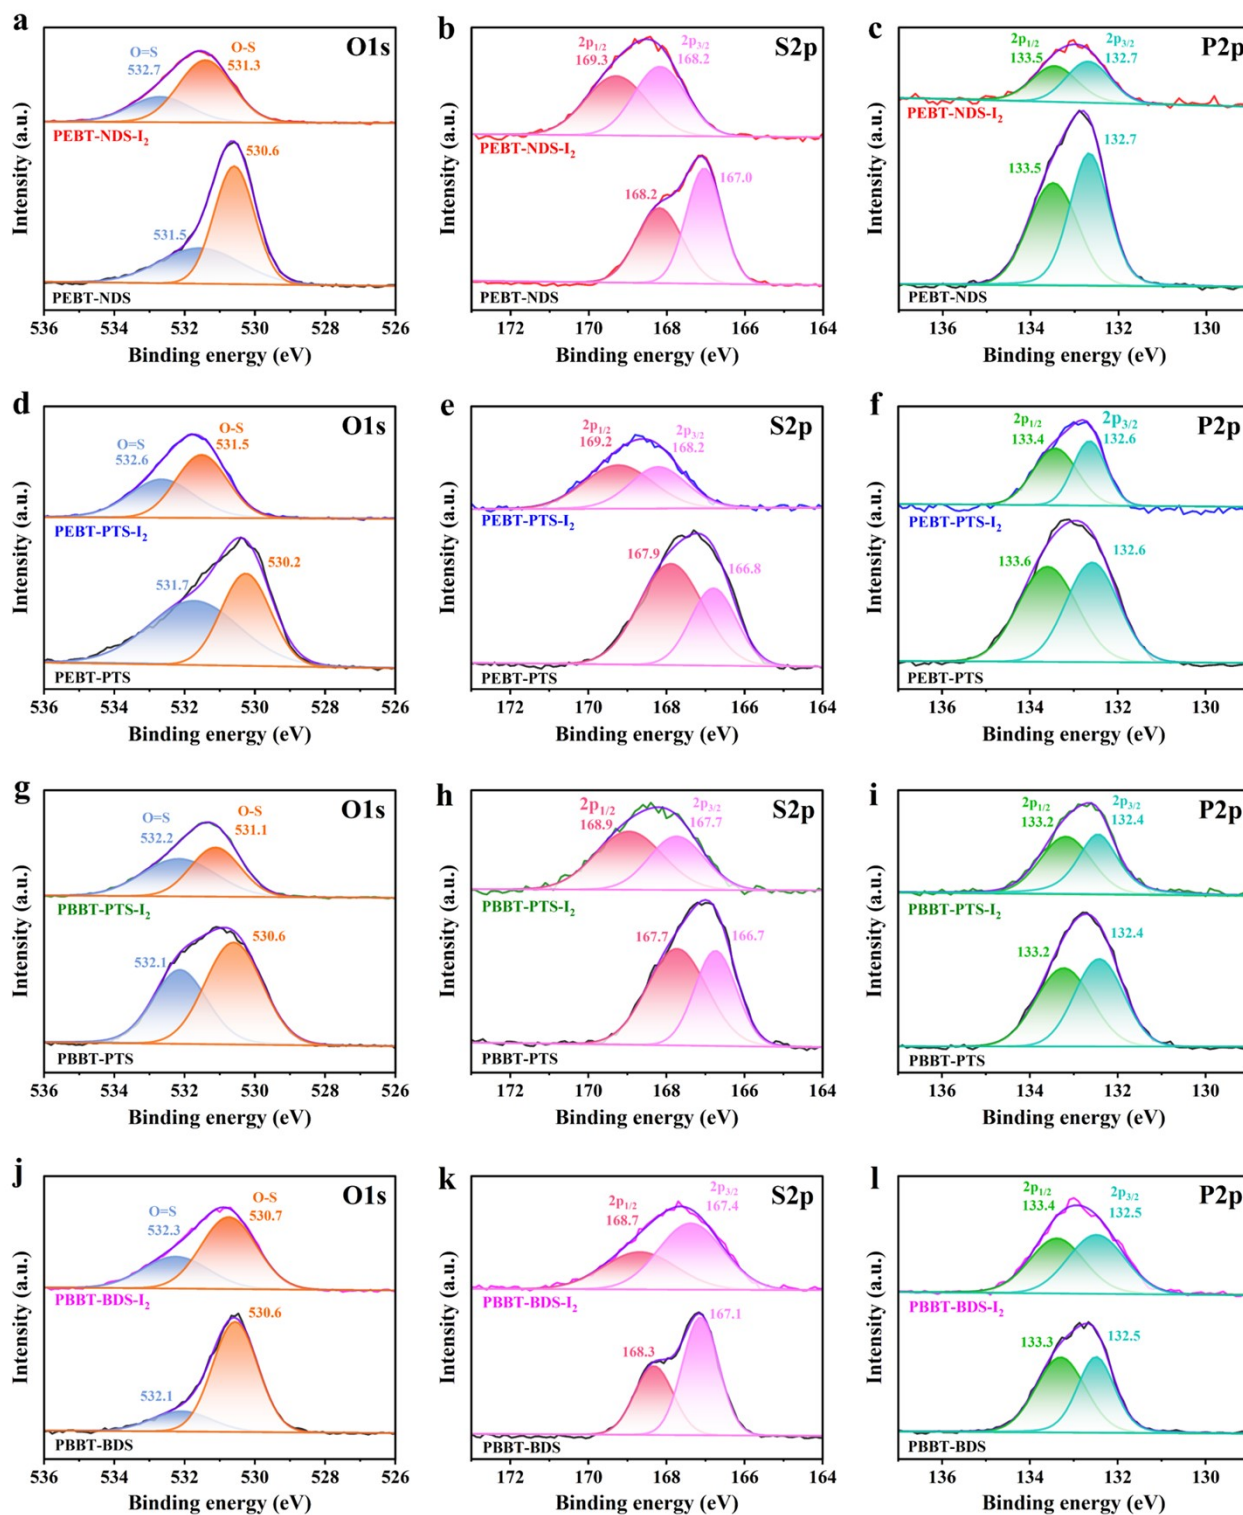 a
O1s
O=S
532.7
O-S
531.3
PEBT-NDS-I₂
530.6
531.5
PEBT-NDS
Intensity (a.u.)
536 534 532 530 528 526
Binding energy (eV)
b
S2p
2p₁/₂
169.3
2p₃/₂
168.2
PEBT-NDS-I₂
168.2
167.0
PEBT-NDS
Intensity (a.u.)
172 170 168 166 164
Binding energy (eV)
c
P2p
2p₁/₂
133.5
2p₃/₂
132.7
PEBT-NDS-I₂
133.5
132.7
PEBT-NDS
Intensity (a.u.)
136 134 132 130
Binding energy (eV)
d
O1s
O=S
532.6
O-S
531.5
PEBT-PTS-I₂
531.7
530.2
PEBT-PTS
Intensity (a.u.)
536 534 532 530 528 526
Binding energy (eV)
e
S2p
2p₁/₂
169.2
2p₃/₂
168.2
PEBT-PTS-I₂
167.9
166.8
PEBT-PTS
Intensity (a.u.)
172 170 168 166 164
Binding energy (eV)
f
P2p
2p₁/₂
133.4
2p₃/₂
132.6
PEBT-PTS-I₂
133.6
132.6
PEBT-PTS
Intensity (a.u.)
136 134 132 130
Binding energy (eV)
g
O1s
O=S
532.2
O-S
531.1
PBBT-PTS-I₂
532.1
530.6
PBBT-PTS
Intensity (a.u.)
536 534 532 530 528 526
Binding energy (eV)
h
S2p
2p₁/₂
168.9
2p₃/₂
167.7
PBBT-PTS-I₂
167.7
166.7
PBBT-PTS
Intensity (a.u.)
172 170 168 166 164
Binding energy (eV)
i
P2p
2p₁/₂
133.2
2p₃/₂
132.4
PBBT-PTS-I₂
133.2
132.4
PBBT-PTS
Intensity (a.u.)
136 134 132 130
Binding energy (eV)
j
O1s
O=S
532.3
O-S
530.7
PBBT-BDS-I₂
532.1
530.6
PBBT-BDS
Intensity (a.u.)
536 534 532 530 528 526
Binding energy (eV)
k
S2p
2p₁/₂
168.7
2p₃/₂
167.4
PBBT-BDS-I₂
168.3
167.1
PBBT-BDS
Intensity (a.u.)
172 170 168 166 164
Binding energy (eV)
l
P2p
2p₁/₂
133.4
2p₃/₂
132.5
PBBT-BDS-I₂
133.3
132.5
PBBT-BDS
Intensity (a.u.)
136 134 132 130
Binding energy (eV)